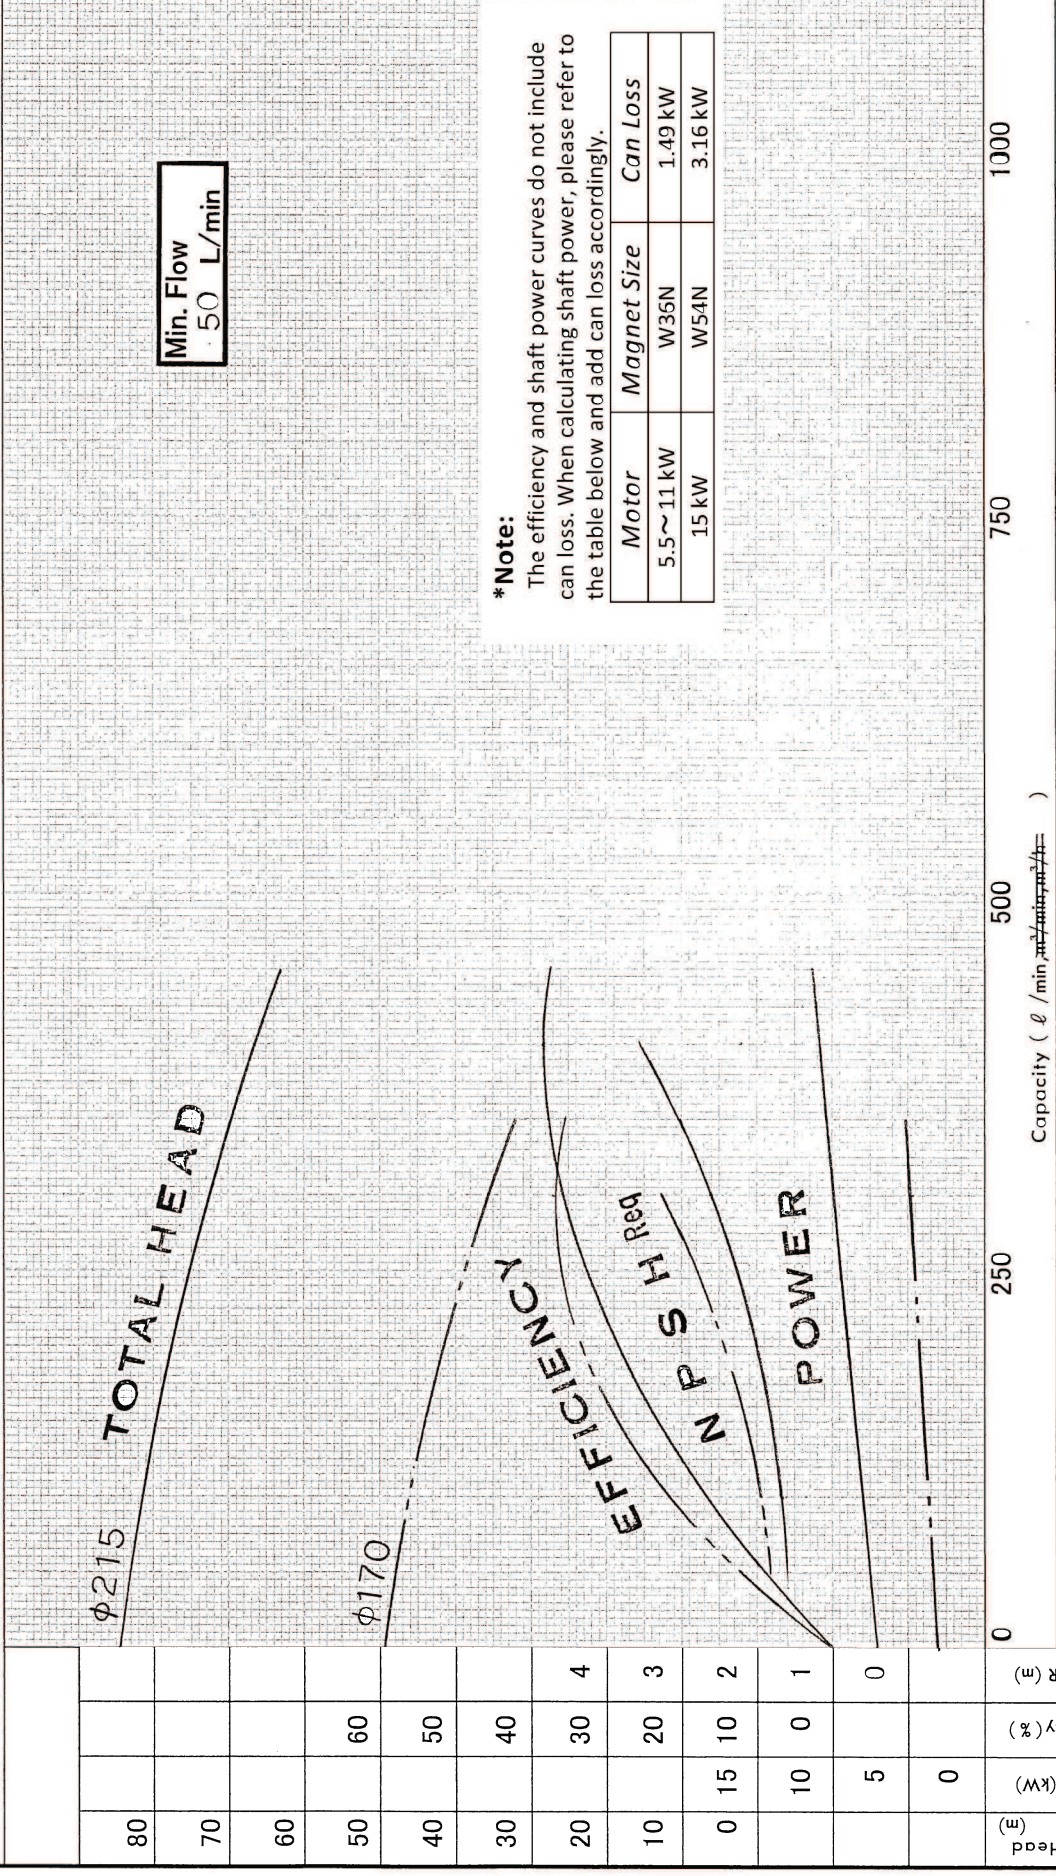 Min. Flow
50 L/min
φ215
TOTAL HEAD
φ170
EFFICIENCY
NPSH Req
POWER
*Note:
The efficiency and shaft power curves do not include
can loss. When calculating shaft power, please refer to
the table below and add can loss accordingly.
Motor Magnet Size Can Loss
5.5~11 kW W36N 1.49 kW
15 kW W54N 3.16 kW
80
70
60
50 60
40 50
30 40
20 30 4
10 20 3
0 15 10 2
10 0 1
5 0
0
Head (m) (kW) y (%) R (m)
0 250 500 750 1000
Capacity ( ℓ /min, m³/min, m³/h )